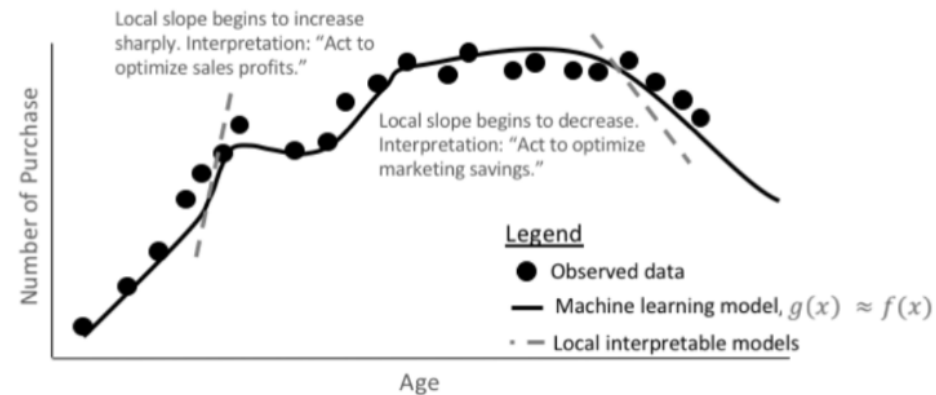 Local slope begins to increase
sharply. Interpretation: “Act to
optimize sales profits.”
Local slope begins to decrease.
Interpretation: “Act to optimize
marketing savings.”
Number of Purchase
Legend
Observed data
Machine learning model, g(x) ≈ f(x)
Local interpretable models
Age